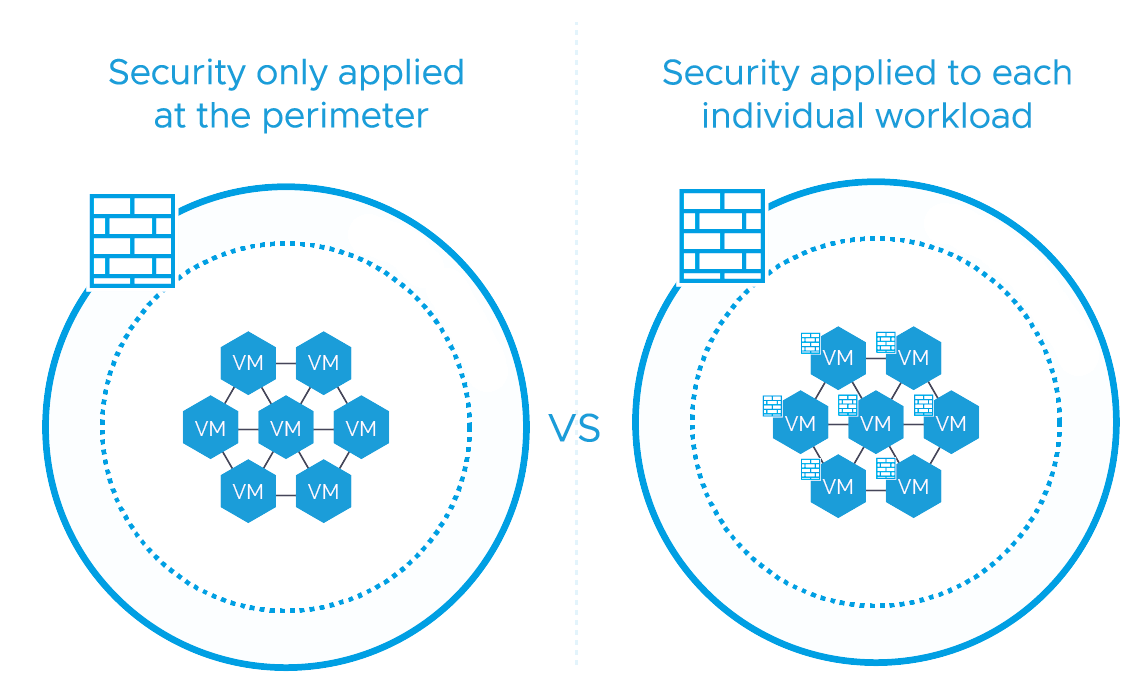 Security only applied
at the perimeter
VM VM
VM VM VM
VM VM
VS
Security applied to each
individual workload
VM VM
VM VM VM
VM VM